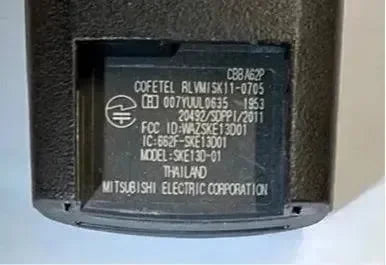 CBBA62P
COFETEL RLVMISK11-0705
[R] 007YUUL0635 1953
20492/SDPPI/2011
FCC ID:WAZSKE13D01
IC:662F-SKE13D01
MODEL:SKE13D-01
THAILAND
MITSUBISHI ELECTRIC CORPORATION